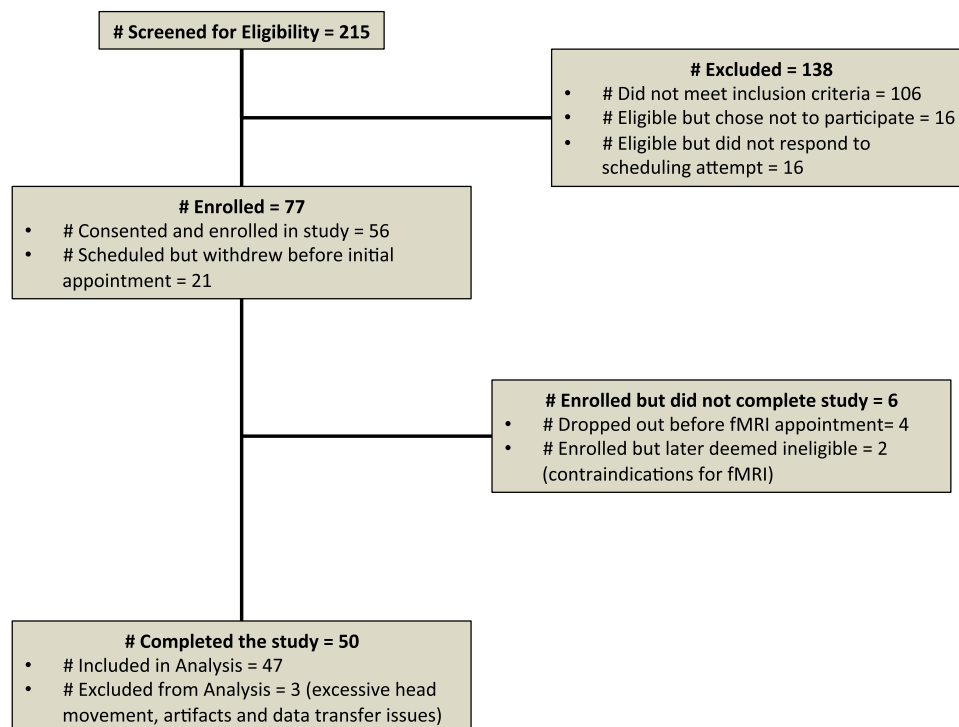 # Screened for Eligibility = 215
# Excluded = 138
• # Did not meet inclusion criteria = 106
• # Eligible but chose not to participate = 16
• # Eligible but did not respond to
scheduling attempt = 16
# Enrolled = 77
• # Consented and enrolled in study = 56
• # Scheduled but withdrew before initial
appointment = 21
# Enrolled but did not complete study = 6
• # Dropped out before fMRI appointment= 4
• # Enrolled but later deemed ineligible = 2
(contraindications for fMRI)
# Completed the study = 50
• # Included in Analysis = 47
• # Excluded from Analysis = 3 (excessive head
movement, artifacts and data transfer issues)